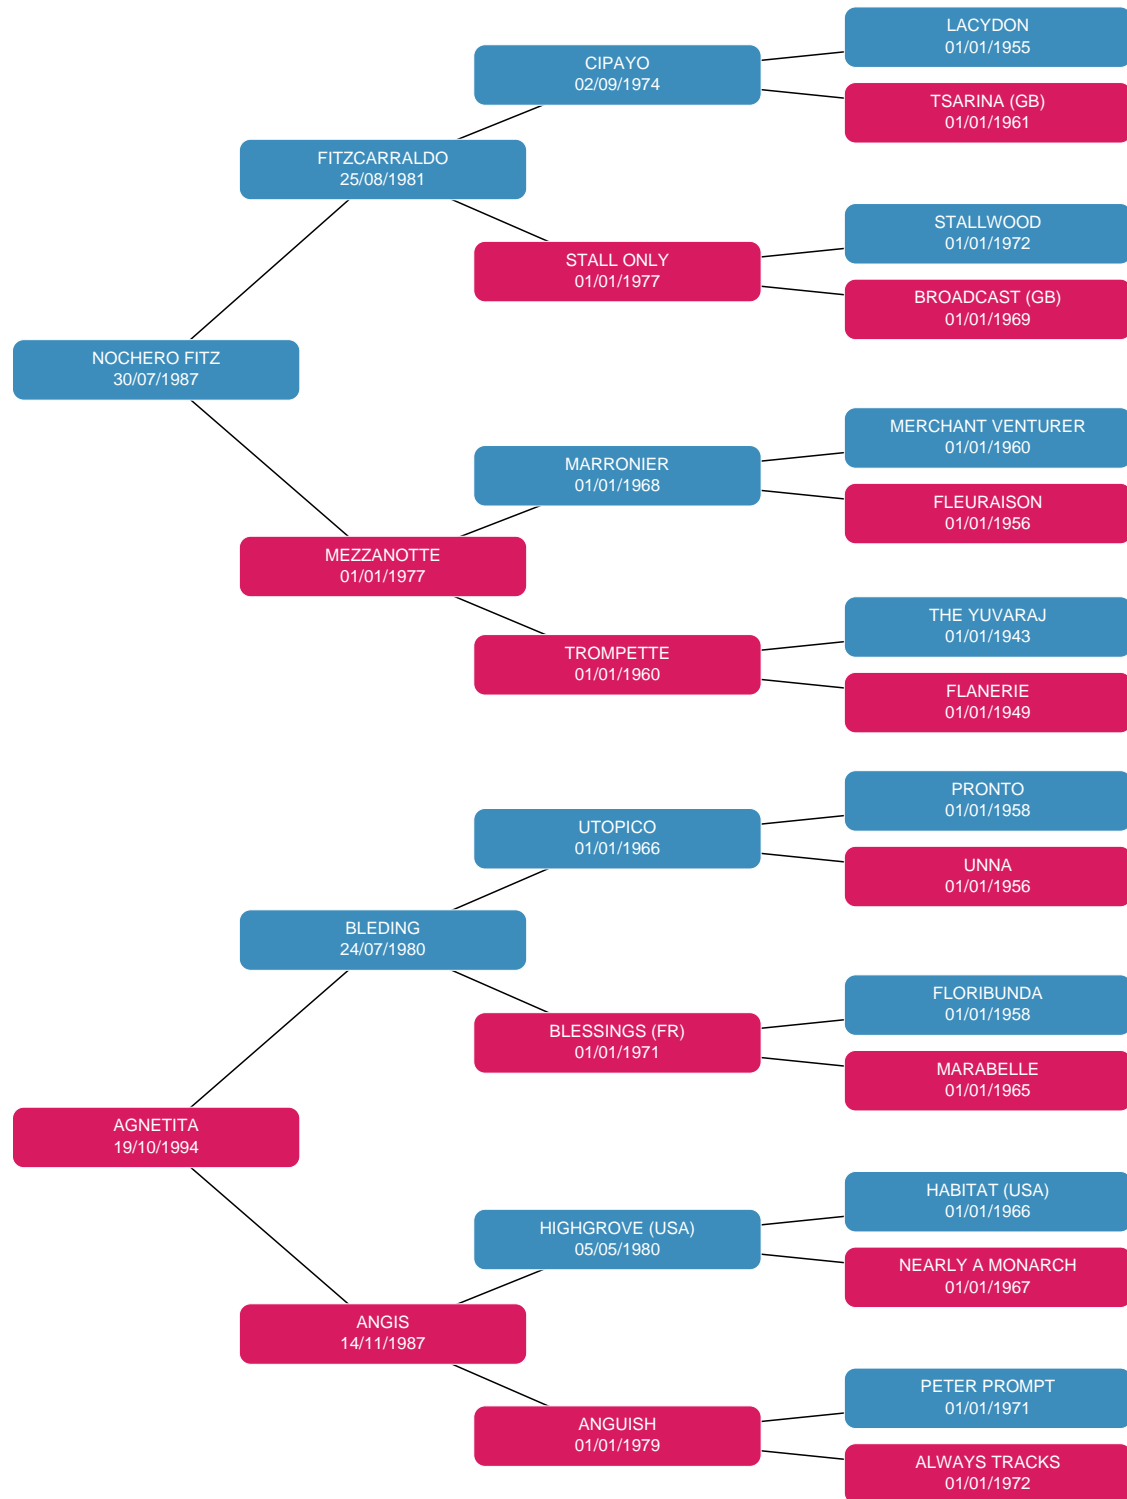 LACYDON
01/01/1955
CIPAYO
02/09/1974
TSARINA (GB)
01/01/1961
FITZCARRALDO
25/08/1981
STALLWOOD
01/01/1972
STALL ONLY
01/01/1977
BROADCAST (GB)
01/01/1969
NOCHERO FITZ
30/07/1987
MERCHANT VENTURER
01/01/1960
MARRONIER
01/01/1968
FLEURAISON
01/01/1956
MEZZANOTTE
01/01/1977
THE YUVARAJ
01/01/1943
TROMPETTE
01/01/1960
FLANERIE
01/01/1949
PRONTO
01/01/1958
UTOPICO
01/01/1966
UNNA
01/01/1956
BLEDING
24/07/1980
FLORIBUNDA
01/01/1958
BLESSINGS (FR)
01/01/1971
MARABELLE
01/01/1965
AGNETITA
19/10/1994
HABITAT (USA)
01/01/1966
HIGHGROVE (USA)
05/05/1980
NEARLY A MONARCH
01/01/1967
ANGIS
14/11/1987
PETER PROMPT
01/01/1971
ANGUISH
01/01/1979
ALWAYS TRACKS
01/01/1972